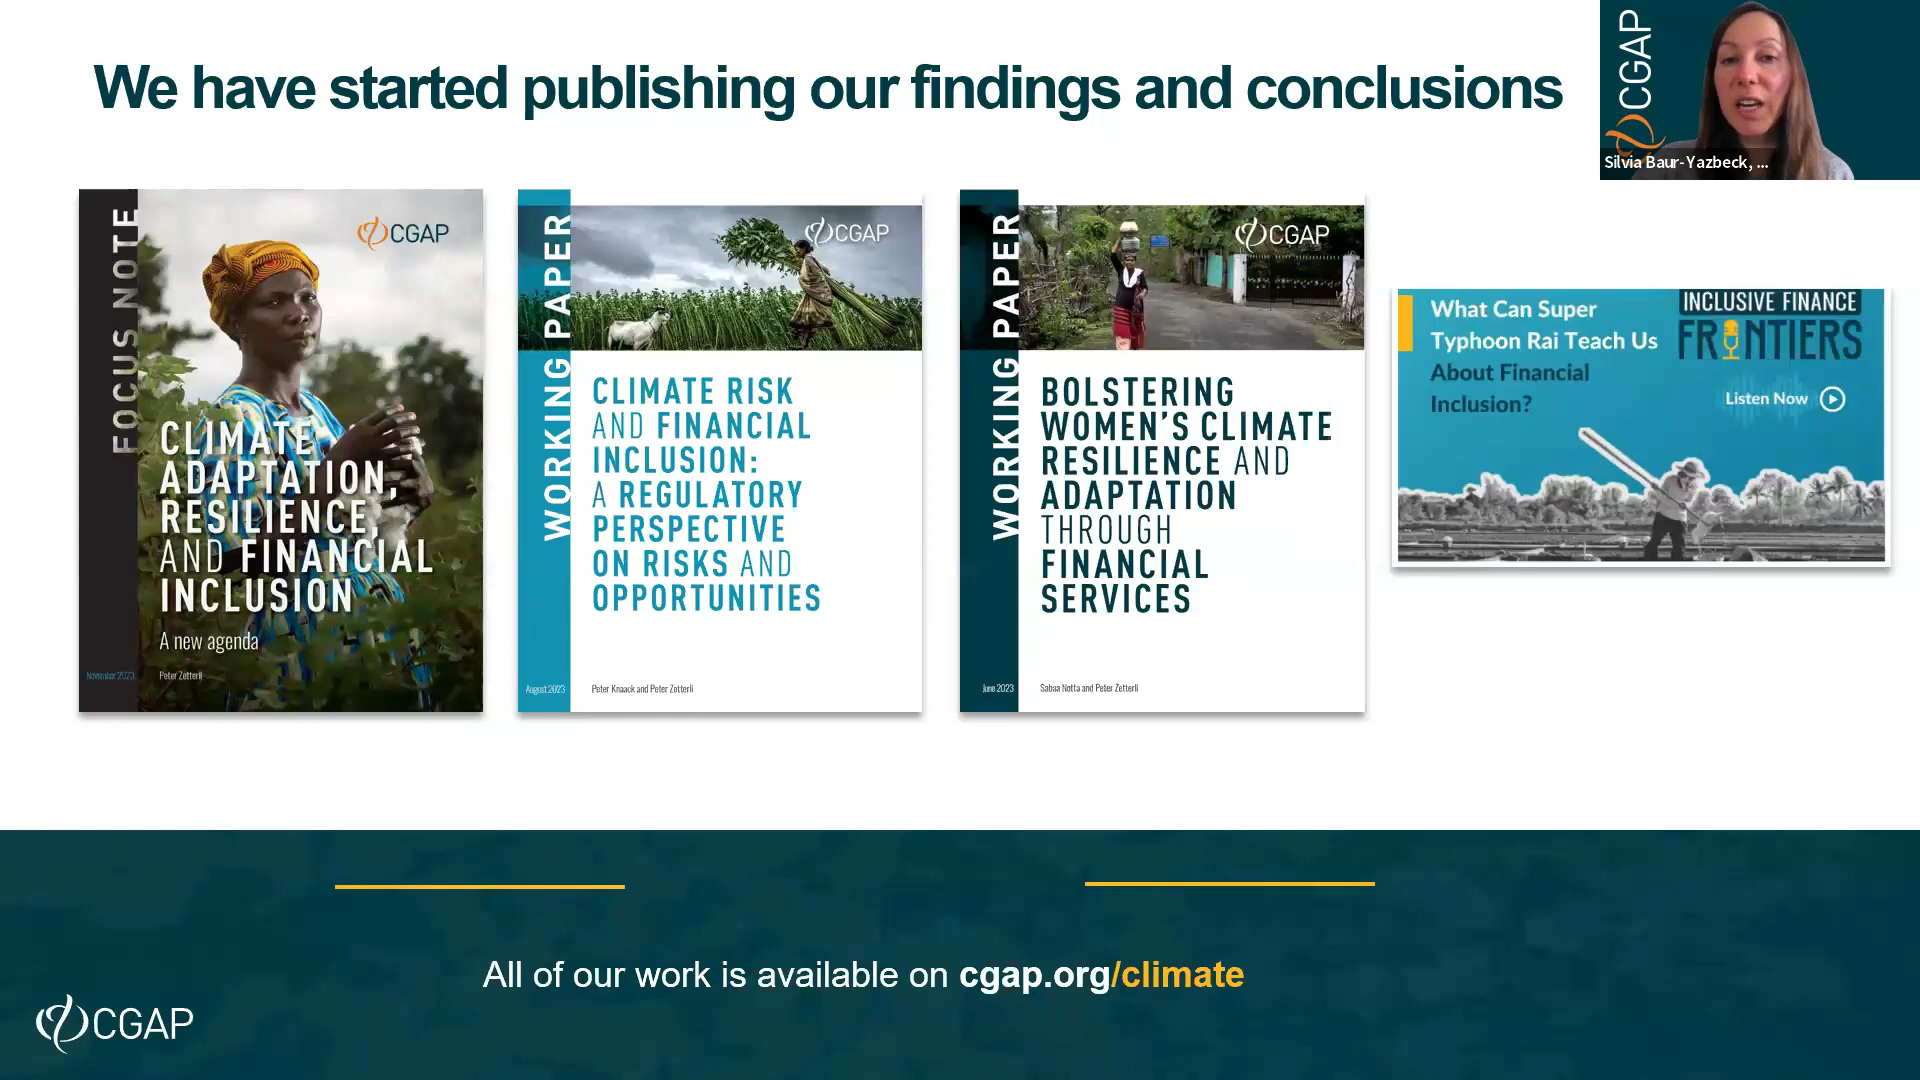 We have started publishing our findings and conclusions
CGAP
Silvia Baur-Yazbeck, ...
FOCUS NOTE
CGAP
CLIMATE
ADAPTATION,
RESILIENCE,
AND FINANCIAL
INCLUSION
A new agenda
November 2023
Peter Zetterli
WORKING PAPER
CGAP
CLIMATE RISK
AND FINANCIAL
INCLUSION:
A REGULATORY
PERSPECTIVE
ON RISKS AND
OPPORTUNITIES
August 2023
Peter Knaack and Peter Zetterli
WORKING PAPER
CGAP
BOLSTERING
WOMEN'S CLIMATE
RESILIENCE AND
ADAPTATION
THROUGH
FINANCIAL
SERVICES
June 2023
Sabaa Notta and Peter Zetterli
What Can Super
Typhoon Rai Teach Us
About Financial
Inclusion?
INCLUSIVE FINANCE
FRONTIERS
Listen Now
All of our work is available on cgap.org/climate
CGAP